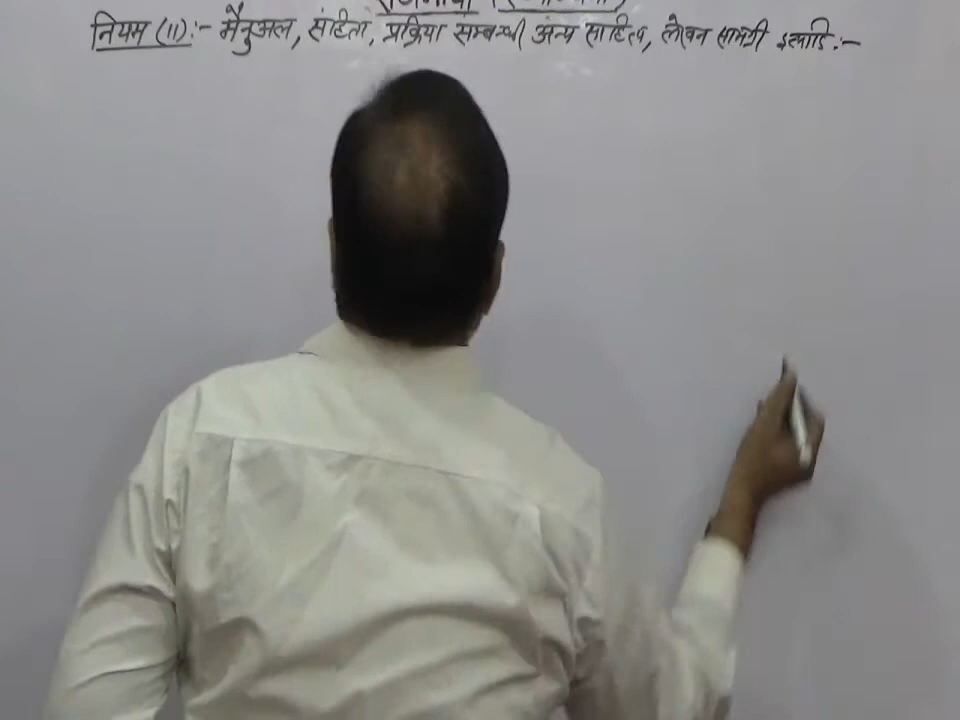 नियम (11):- मैनुअल, संहिता, प्रक्रिया सम्बन्धी अन्य साहित्य, लेखन सामग्री इत्यादि:-